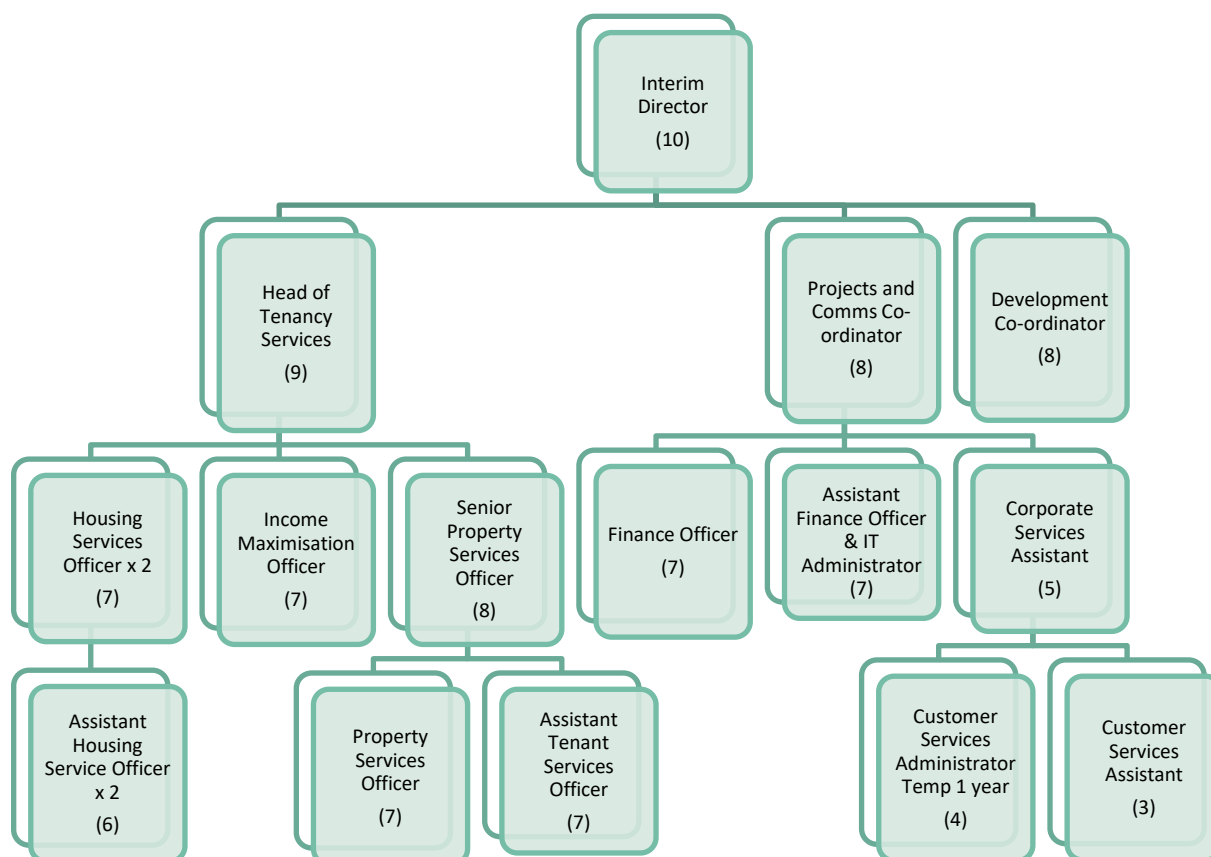 Interim
Director
(10)
Head of
Tenancy
Services
(9)
Projects and
Comms Co-
ordinator
(8)
Development
Co-ordinator
(8)
Housing
Services
Officer x 2
(7)
Income
Maximisation
Officer
(7)
Senior
Property
Services
Officer
(8)
Finance Officer
(7)
Assistant
Finance Officer
& IT
Administrator
(7)
Corporate
Services
Assistant
(5)
Assistant
Housing
Service Officer
x 2
(6)
Property
Services
Officer
(7)
Assistant
Tenant
Services
Officer
(7)
Customer
Services
Administrator
Temp 1 year
(4)
Customer
Services
Assistant
(3)